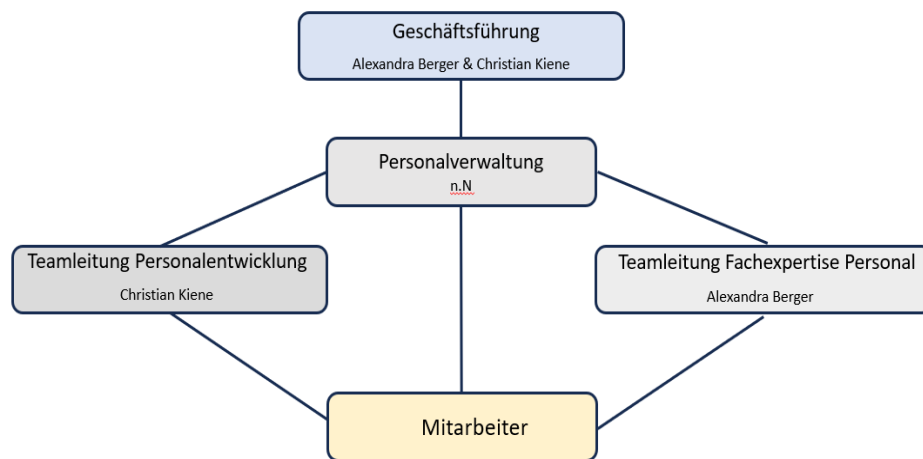 Geschäftsführung
Alexandra Berger & Christian Kiene
Personalverwaltung
n.N
Teamleitung Personalentwicklung
Christian Kiene
Teamleitung Fachexpertise Personal
Alexandra Berger
Mitarbeiter